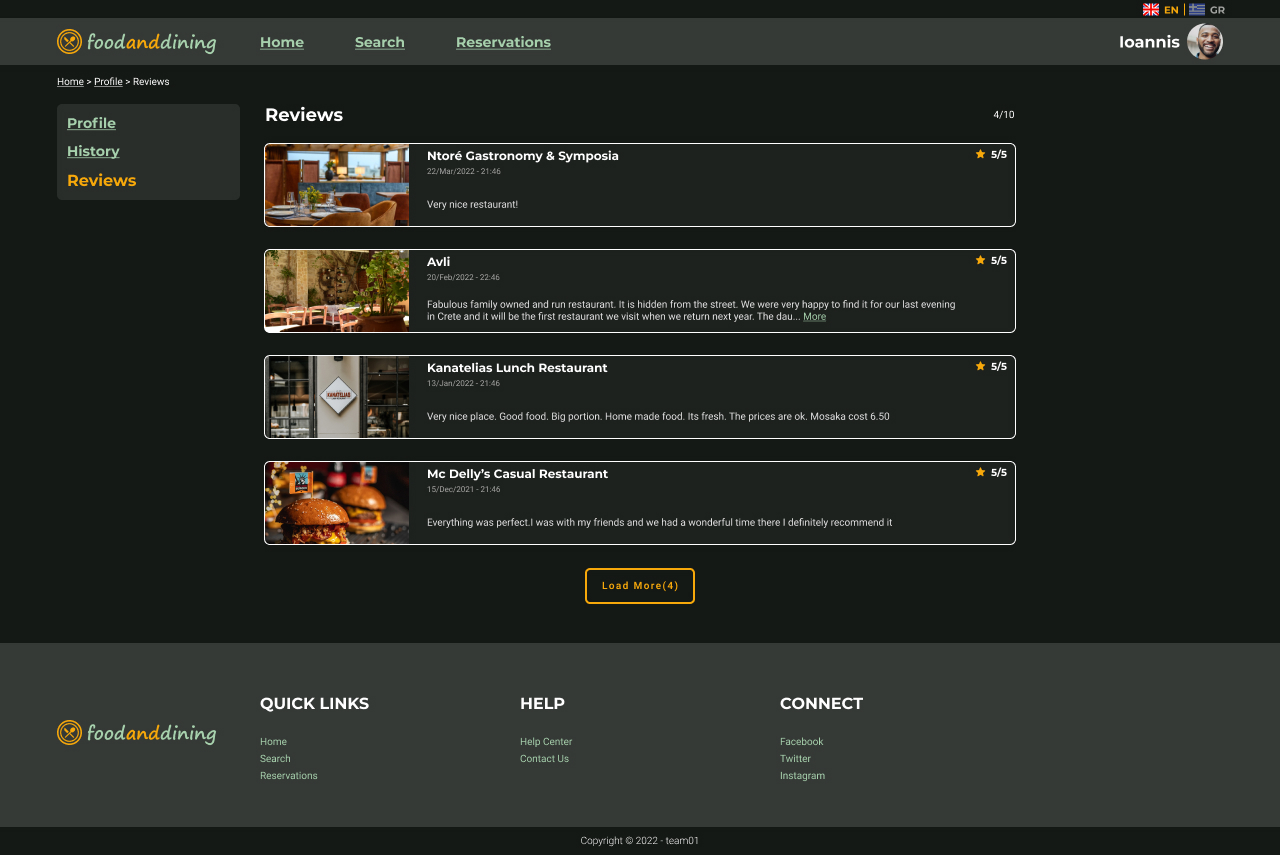 EN | GR
foodanddining
Home
Search
Reservations
Ioannis
Home > Profile > Reviews
Profile
History
Reviews
Reviews
4/10
Ntoré Gastronomy & Symposia
5/5
22/Mar/2022 - 21:46
Very nice restaurant!
Avli
5/5
20/Feb/2022 - 22:46
Fabulous family owned and run restaurant. It is hidden from the street. We were very happy to find it for our last evening
in Crete and it will be the first restaurant we visit when we return next year. The dau... More
KANATELIAS
Kanatelias Lunch Restaurant
5/5
13/Jan/2022 - 21:46
Very nice place. Good food. Big portion. Home made food. Its fresh. The prices are ok. Mosaka cost 6.50
Mc Delly’s Casual Restaurant
5/5
15/Dec/2021 - 21:46
Everything was perfect.I was with my friends and we had a wonderful time there I definitely recommend it
Load More(4)
foodanddining
QUICK LINKS
Home
Search
Reservations
HELP
Help Center
Contact Us
CONNECT
Facebook
Twitter
Instagram
Copyright © 2022 - team01